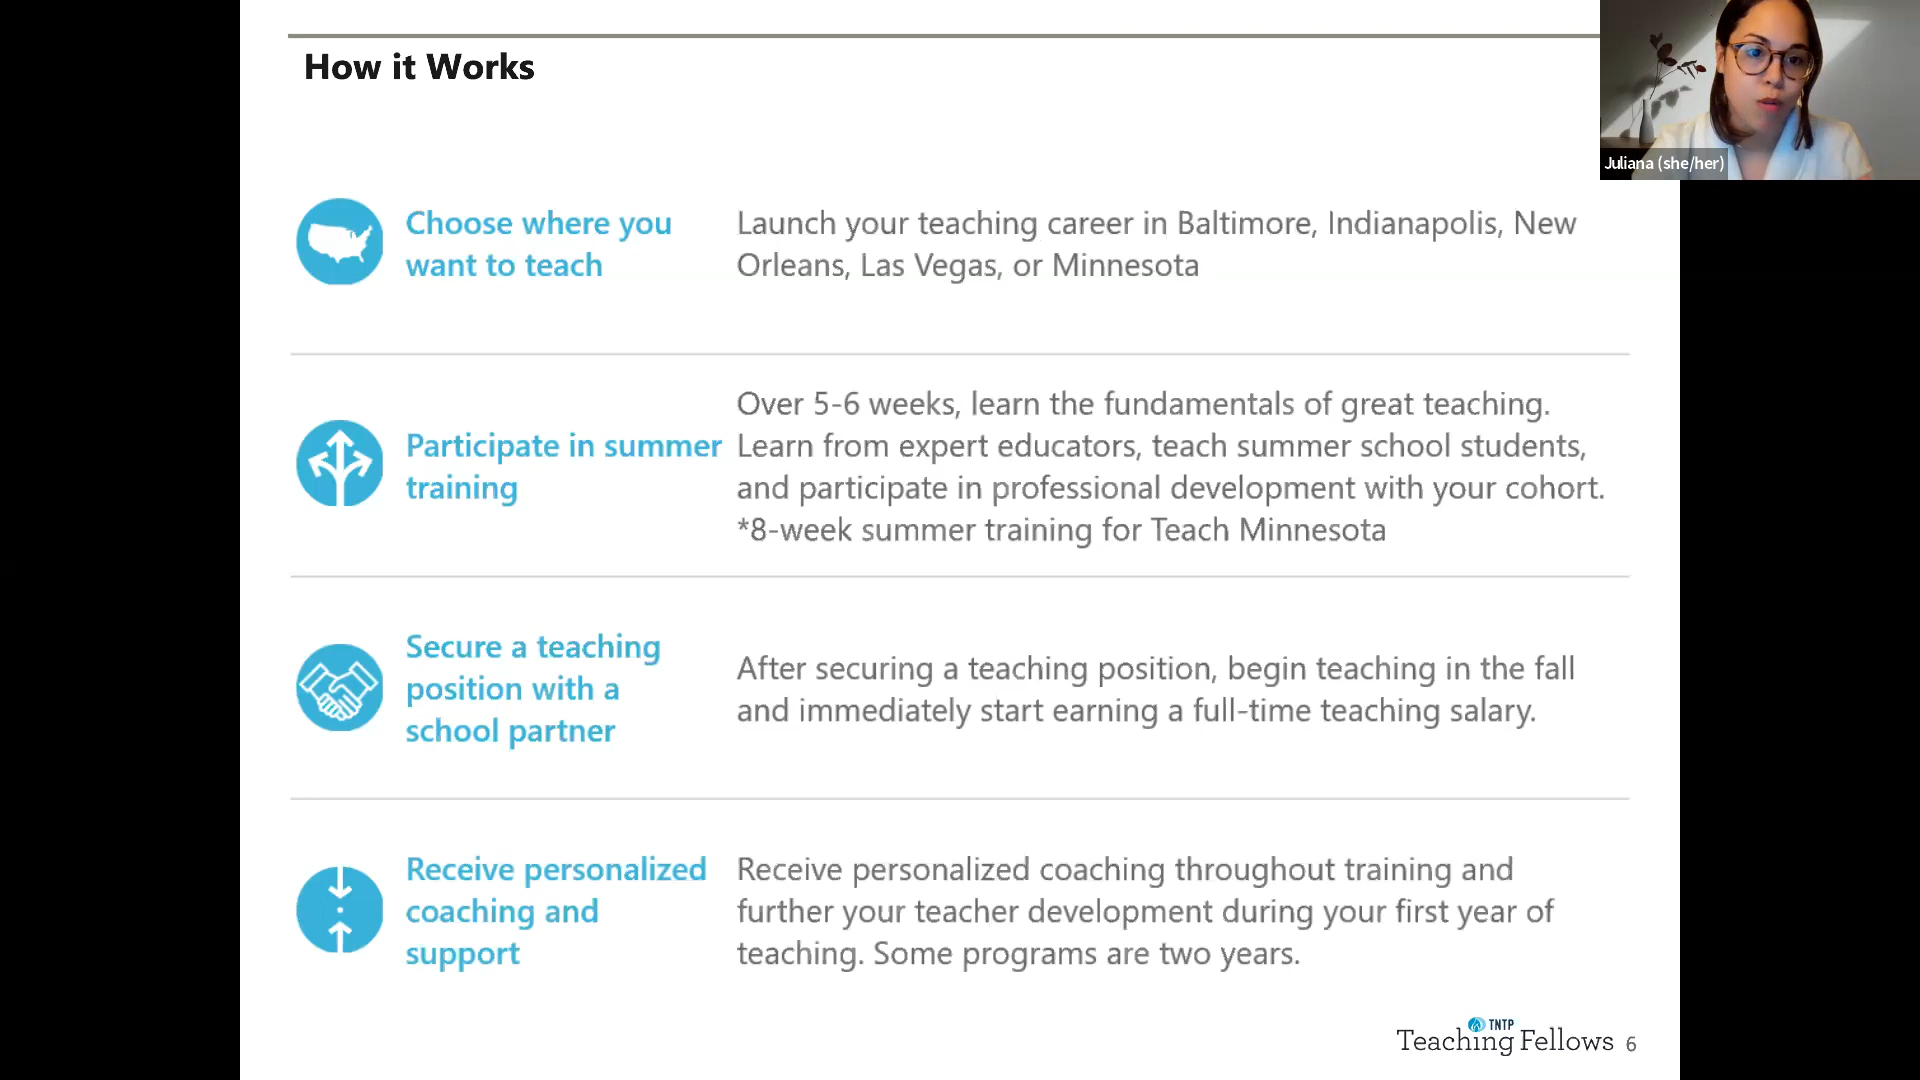 How it Works
Juliana (she/her)
Choose where you
want to teach
Launch your teaching career in Baltimore, Indianapolis, New
Orleans, Las Vegas, or Minnesota
Participate in summer
training
Over 5-6 weeks, learn the fundamentals of great teaching.
Learn from expert educators, teach summer school students,
and participate in professional development with your cohort.
*8-week summer training for Teach Minnesota
Secure a teaching
position with a
school partner
After securing a teaching position, begin teaching in the fall
and immediately start earning a full-time teaching salary.
Receive personalized
coaching and
support
Receive personalized coaching throughout training and
further your teacher development during your first year of
teaching. Some programs are two years.
TNTP
Teaching Fellows 6